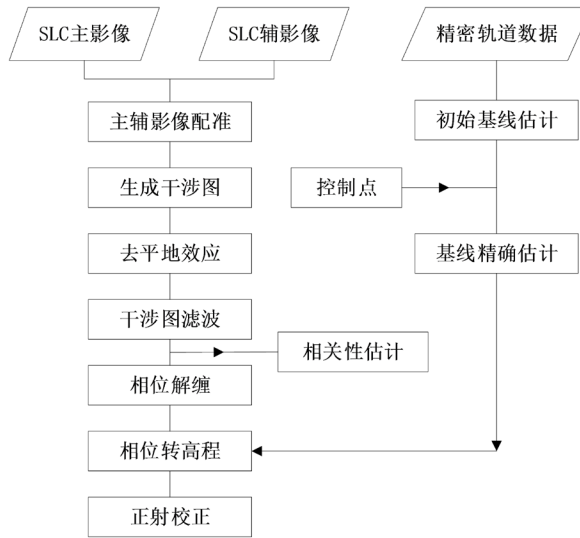 SLC主影像
SLC辅影像
精密轨道数据
主辅影像配准
初始基线估计
生成干涉图
控制点
去平地效应
基线精确估计
干涉图滤波
相关性估计
相位解缠
相位转高程
正射校正